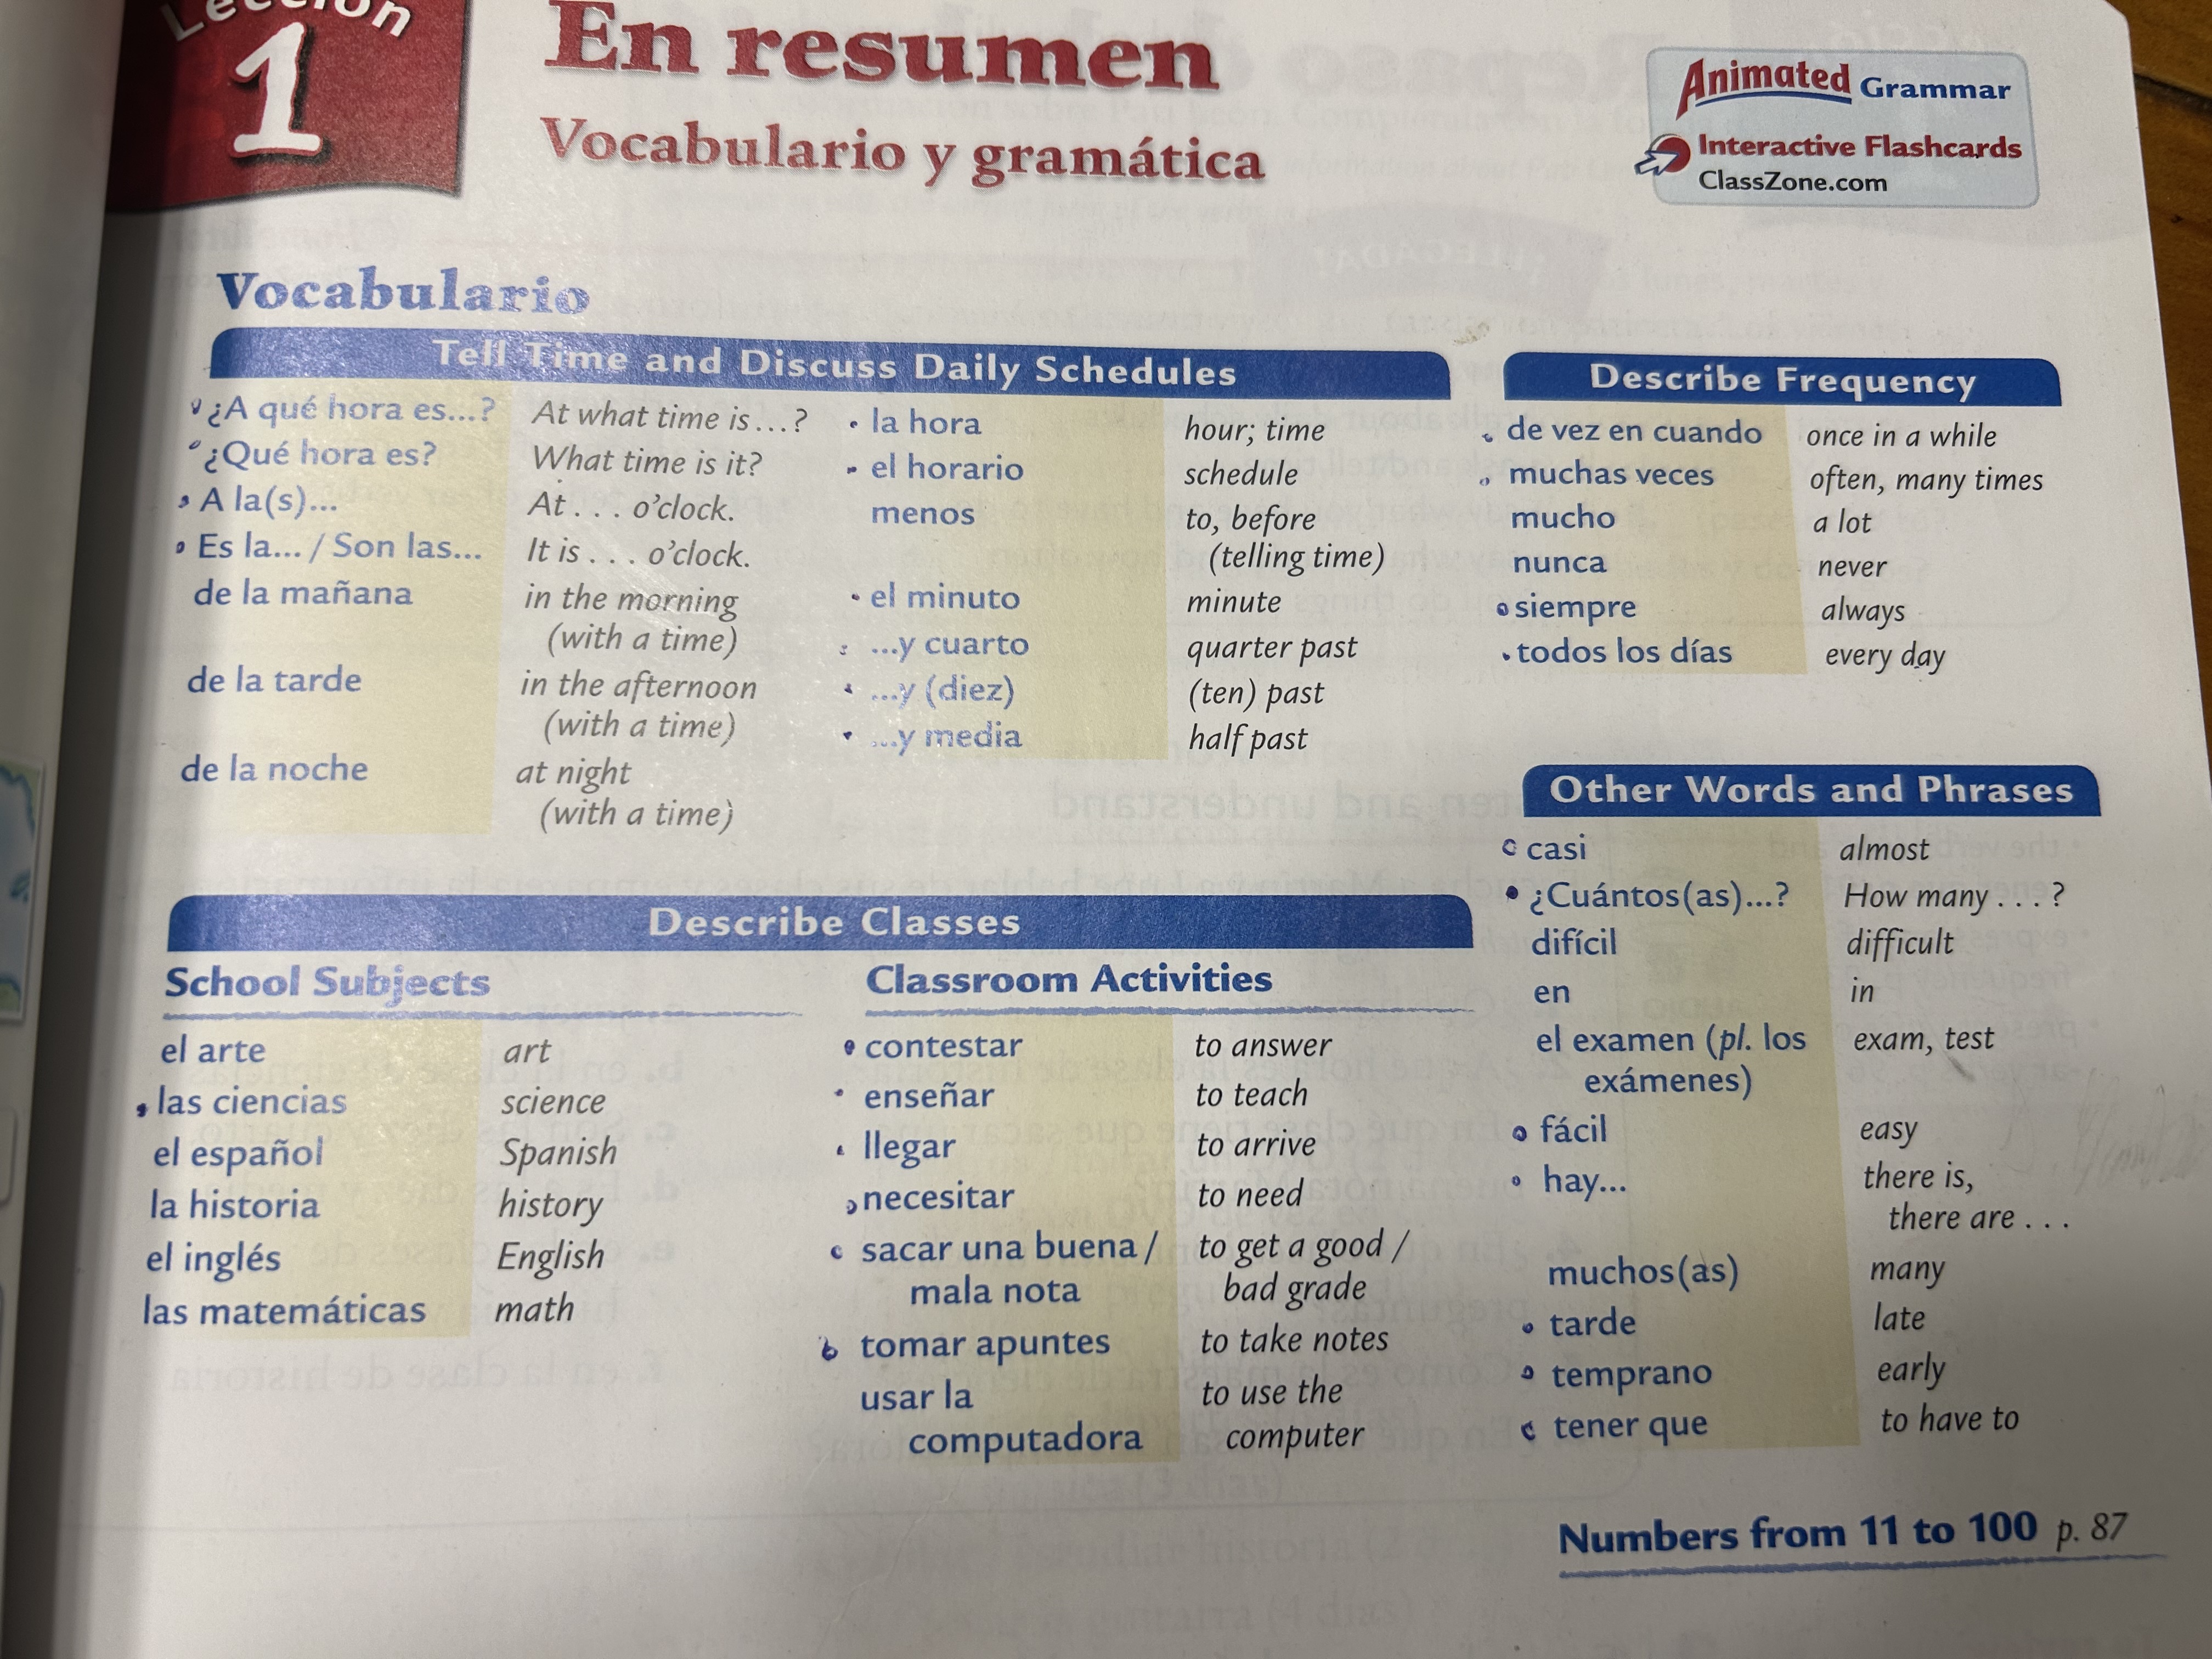 Lección
1
En resumen
Vocabulario y gramática
Animated Grammar
Interactive Flashcards
ClassZone.com
Vocabulario
Tell Time and Discuss Daily Schedules
¿A qué hora es...? At what time is...?
¿Qué hora es? What time is it?
A la(s)... At . . . o'clock.
Es la... / Son las... It is . . . o'clock.
de la mañana in the morning
(with a time)
de la tarde in the afternoon
(with a time)
de la noche at night
(with a time)
la hora hour; time
el horario schedule
menos to, before
(telling time)
el minuto minute
...y cuarto quarter past
...y (diez) (ten) past
...y media half past
Describe Frequency
de vez en cuando once in a while
muchas veces often, many times
mucho a lot
nunca never
siempre always
todos los días every day
Describe Classes
School Subjects
el arte art
las ciencias science
el español Spanish
la historia history
el inglés English
las matemáticas math
Classroom Activities
contestar to answer
enseñar to teach
llegar to arrive
necesitar to need
sacar una buena / to get a good /
mala nota bad grade
tomar apuntes to take notes
usar la to use the
computadora computer
Other Words and Phrases
casi almost
¿Cuántos(as)...? How many . . . ?
difícil difficult
en in
el examen (pl. los exam, test
exámenes)
fácil easy
hay... there is,
there are . . .
muchos(as) many
tarde late
temprano early
tener que to have to
Numbers from 11 to 100 p. 87